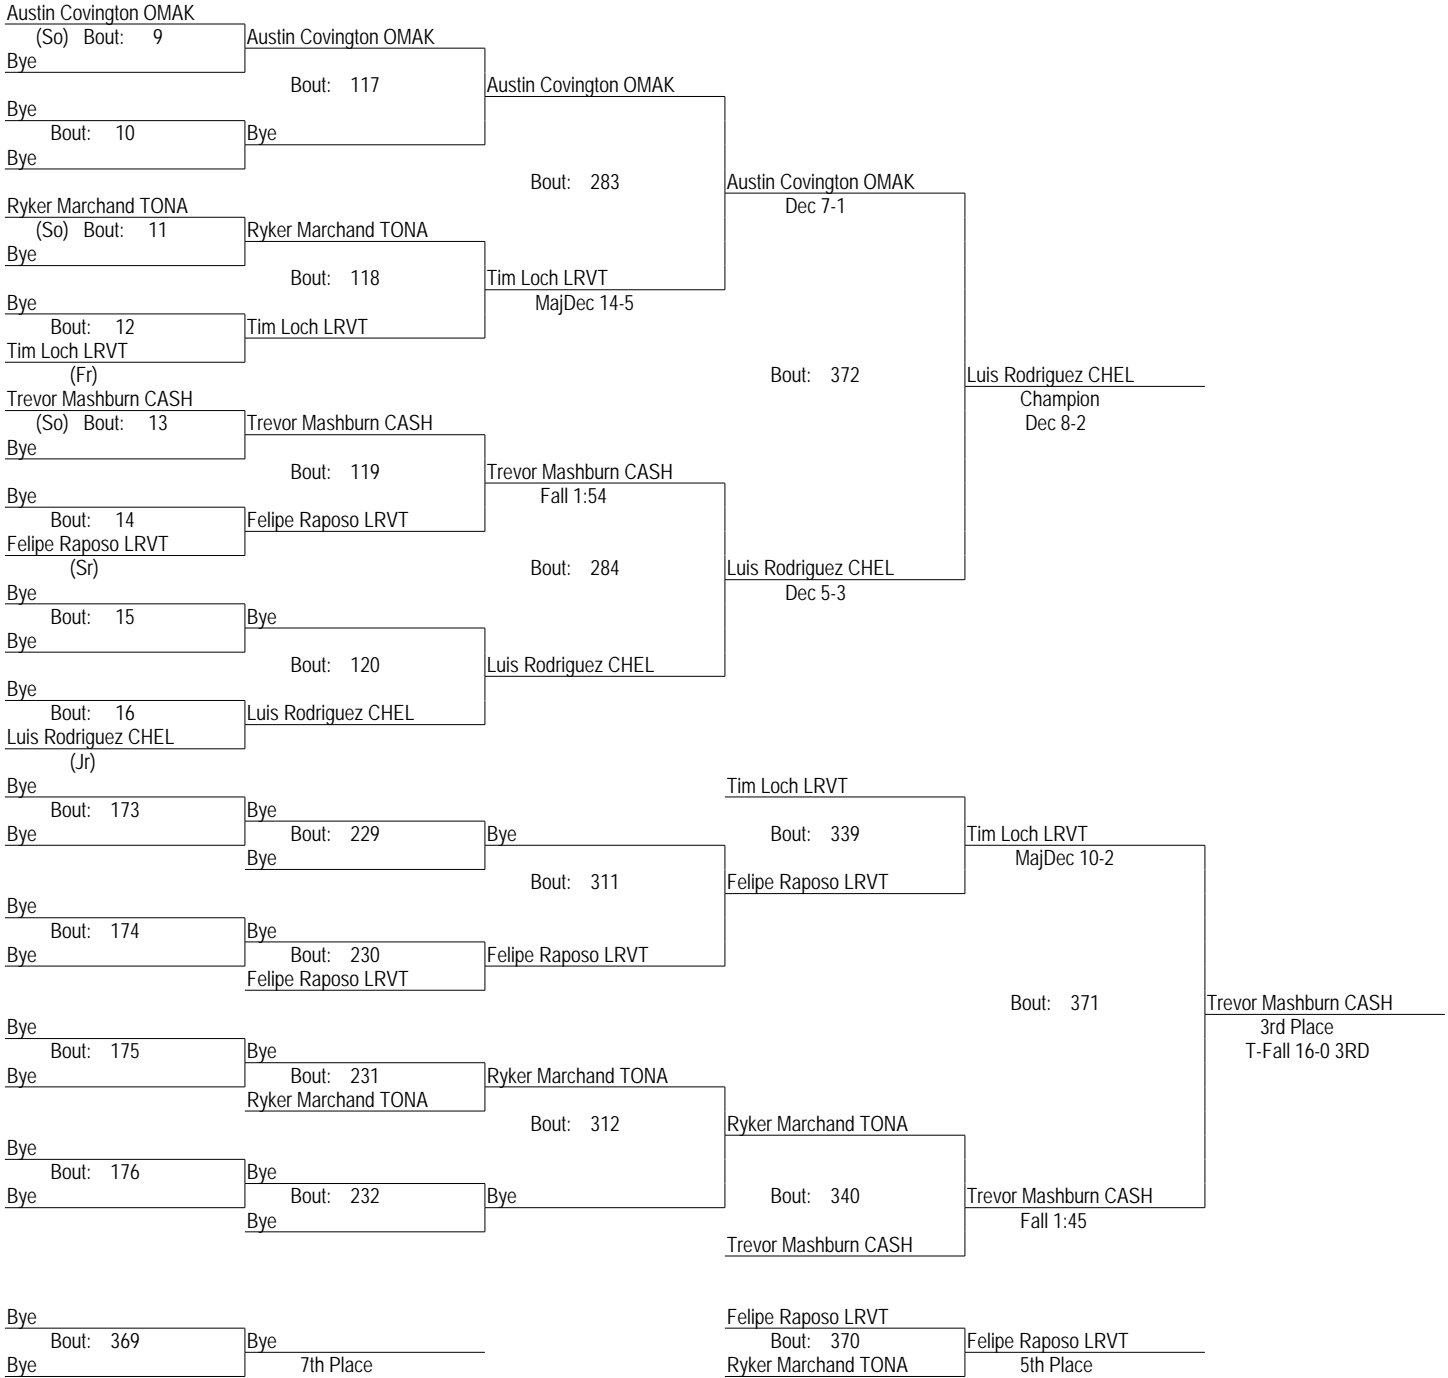 Austin Covington OMAK
(So) Bout: 9
Austin Covington OMAK
Bye
Bout: 117
Austin Covington OMAK
Bye
Bout: 10
Bye
Bye
Bout: 283
Austin Covington OMAK
Dec 7-1
Ryker Marchand TONA
(So) Bout: 11
Ryker Marchand TONA
Bye
Bout: 118
Tim Loch LRVT
MajDec 14-5
Bye
Bout: 12
Tim Loch LRVT
Tim Loch LRVT
(Fr)
Bout: 372
Luis Rodriguez CHEL
Champion
Dec 8-2
Trevor Mashburn CASH
(So) Bout: 13
Trevor Mashburn CASH
Bye
Bout: 119
Trevor Mashburn CASH
Fall 1:54
Bye
Bout: 14
Felipe Raposo LRVT
Felipe Raposo LRVT
(Sr)
Bout: 284
Luis Rodriguez CHEL
Dec 5-3
Bye
Bout: 15
Bye
Bye
Bout: 120
Luis Rodriguez CHEL
Bye
Bout: 16
Luis Rodriguez CHEL
Luis Rodriguez CHEL
(Jr)
Bye
Bout: 173
Bye
Bye
Bout: 229
Bye
Bye
Tim Loch LRVT
Bout: 339
Tim Loch LRVT
MajDec 10-2
Bout: 311
Felipe Raposo LRVT
Bye
Bout: 174
Bye
Bye
Bout: 230
Felipe Raposo LRVT
Felipe Raposo LRVT
Bout: 371
Trevor Mashburn CASH
3rd Place
T-Fall 16-0 3RD
Bye
Bout: 175
Bye
Bye
Bout: 231
Ryker Marchand TONA
Ryker Marchand TONA
Bout: 312
Ryker Marchand TONA
Bye
Bout: 176
Bye
Bye
Bout: 232
Bye
Bye
Bout: 340
Trevor Mashburn CASH
Fall 1:45
Trevor Mashburn CASH
Bye
Bout: 369
Bye
Bye
7th Place
Felipe Raposo LRVT
Bout: 370
Felipe Raposo LRVT
Ryker Marchand TONA
5th Place